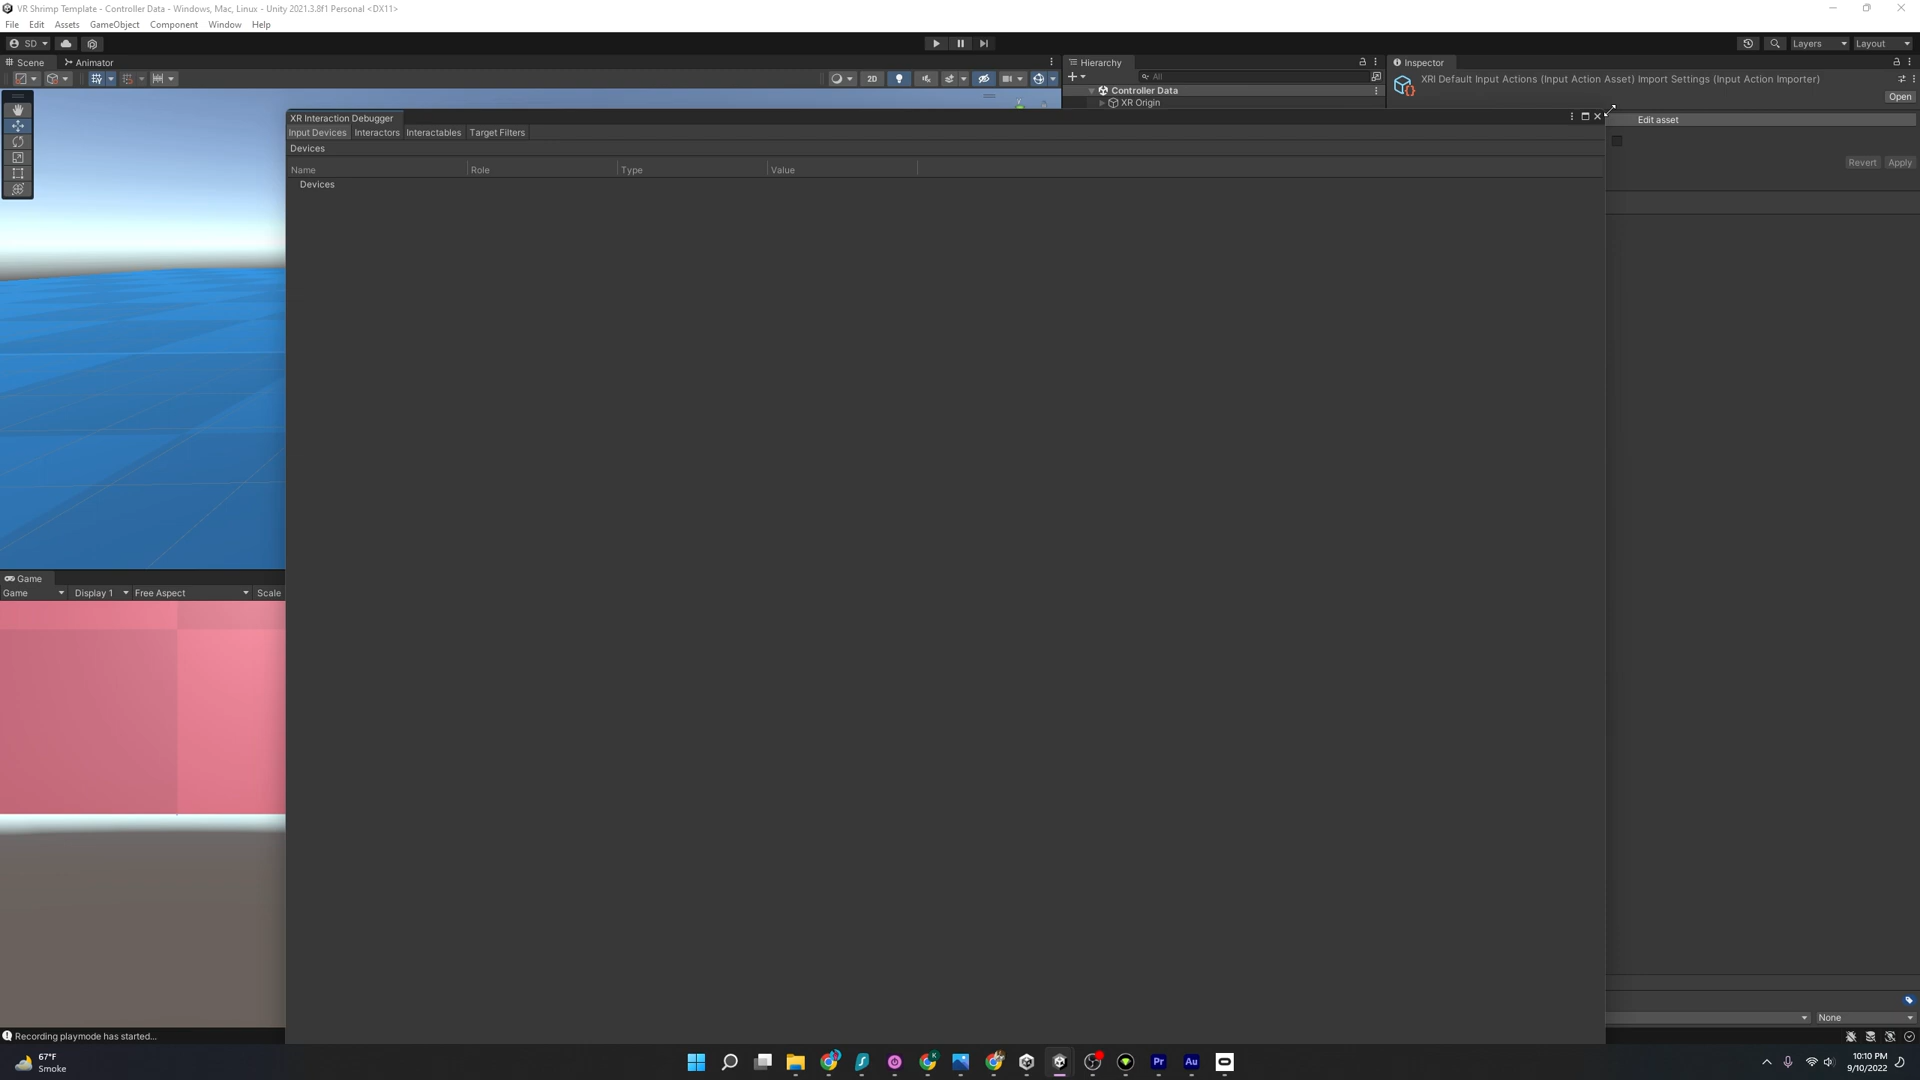 VR Shrimp Template - Controller Data - Windows, Mac, Linux - Unity 2021.3.8f1 Personal <DX11>
File Edit Assets GameObject Component Window Help
SD
Layers Layout
Scene Animator
Hierarchy
Inspector
2D
All
XRI Default Input Actions (Input Action Asset) Import Settings (Input Action Importer)
Open
Controller Data
XR Origin
XR Interaction Debugger
Edit asset
Input Devices Interactors Interactables Target Filters
Devices
Revert Apply
Name Role Type Value
Devices
Game
Game Display 1 Free Aspect Scale
None
Recording playmode has started...
67°F
Smoke
Pr
Au
10:10 PM
9/10/2022